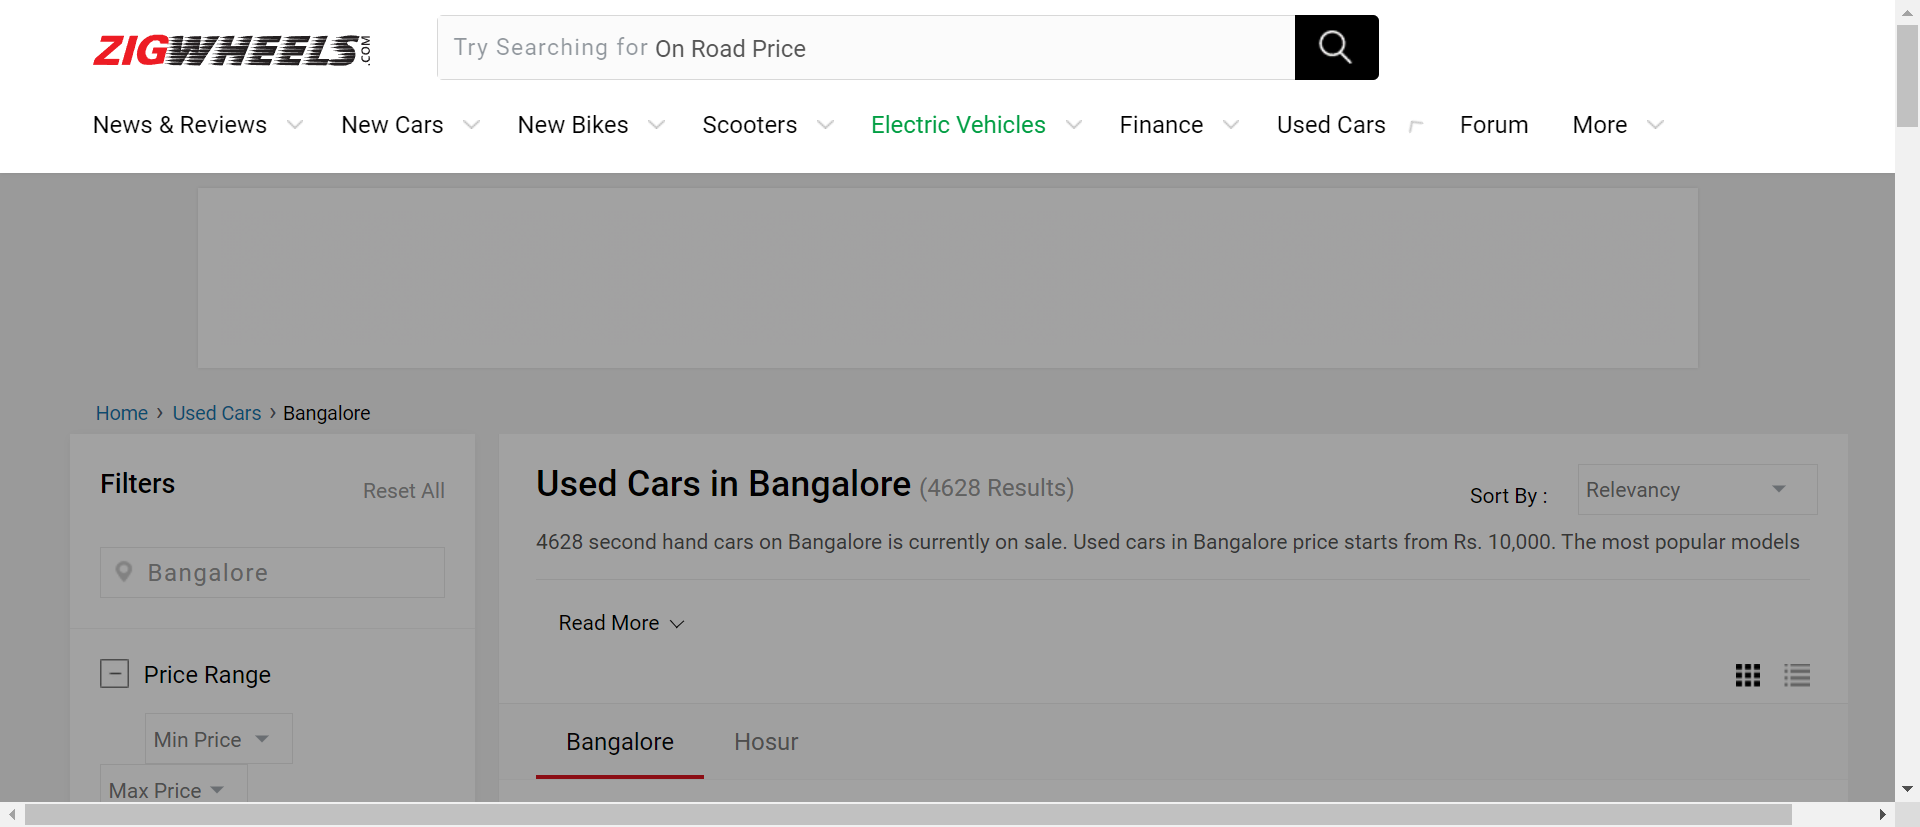 ZIGWHEELS.COM
Try Searching for On Road Price
News & Reviews New Cars New Bikes Scooters Electric Vehicles Finance Used Cars Forum More
Home › Used Cars › Bangalore
Filters
Reset All
Bangalore
Price Range
Min Price
Max Price
Used Cars in Bangalore (4628 Results)
Sort By :
Relevancy
4628 second hand cars on Bangalore is currently on sale. Used cars in Bangalore price starts from Rs. 10,000. The most popular models
Read More
Bangalore Hosur